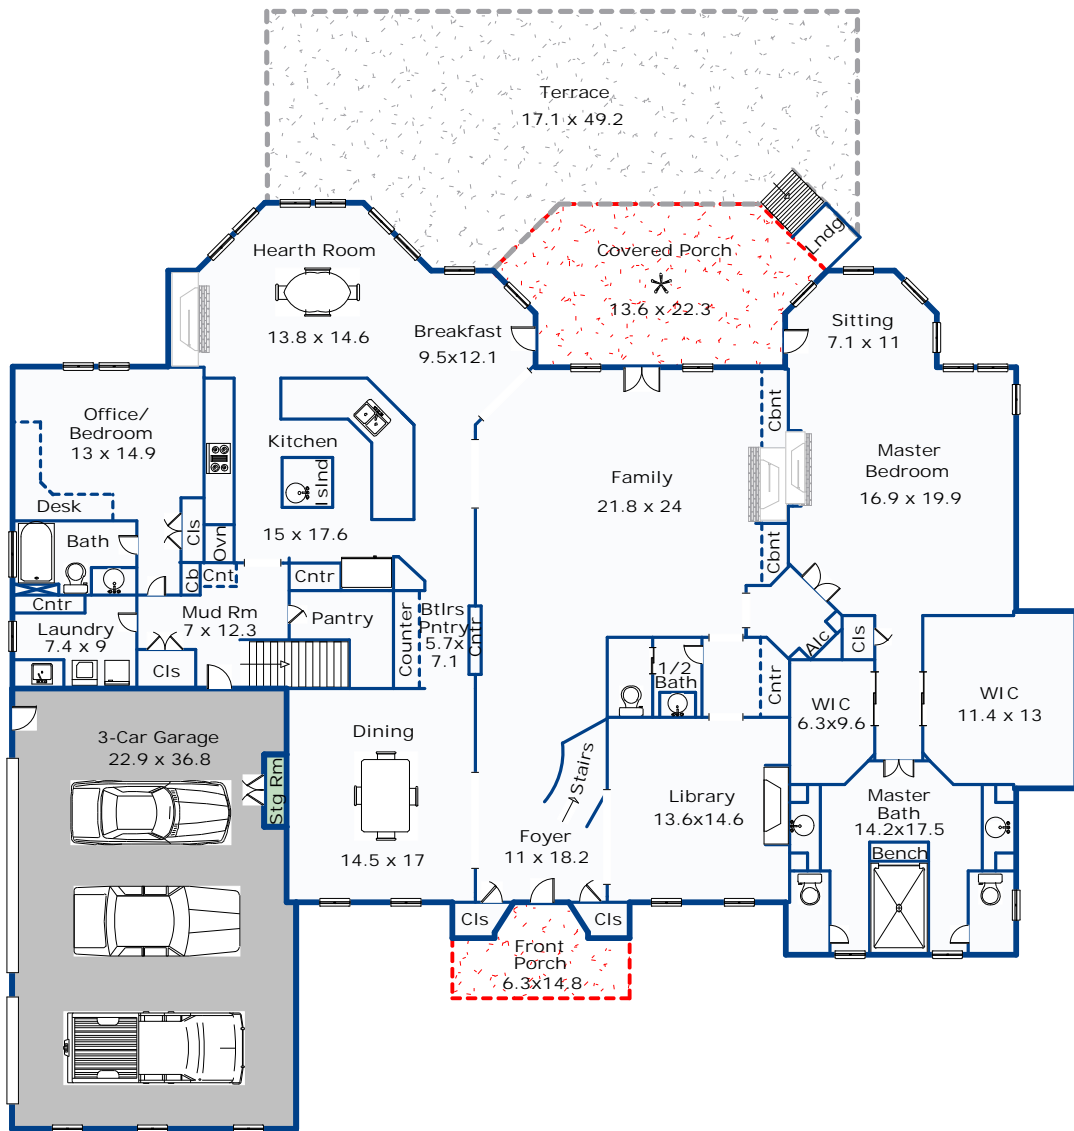 Terrace
17.1 x 49.2
Hearth Room
13.8 x 14.6
Covered Porch
13.6 x 22.3
Lndg
Breakfast
9.5x12.1
Sitting
7.1 x 11
Office/
Bedroom
13 x 14.9
Desk
Kitchen
Islnd
15 x 17.6
Family
21.8 x 24
Cbnt
Cbnt
Master
Bedroom
16.9 x 19.9
Bath
Cls
Ovn
Cb
Cnt
Cntr
Cntr
Laundry
7.4 x 9
Mud Rm
7 x 12.3
Cls
Pantry
Counter
Btlrs
Pntry
5.7x
7.1
Cntr
1/2
Bath
Cntr
Alc
Cls
WIC
6.3x9.6
WIC
11.4 x 13
3-Car Garage
22.9 x 36.8
Stg Rm
Dining
14.5 x 17
Stairs
Foyer
11 x 18.2
Library
13.6x14.6
Master
Bath
14.2x17.5
Bench
Cls
Cls
Front
Porch
6.3x14.8